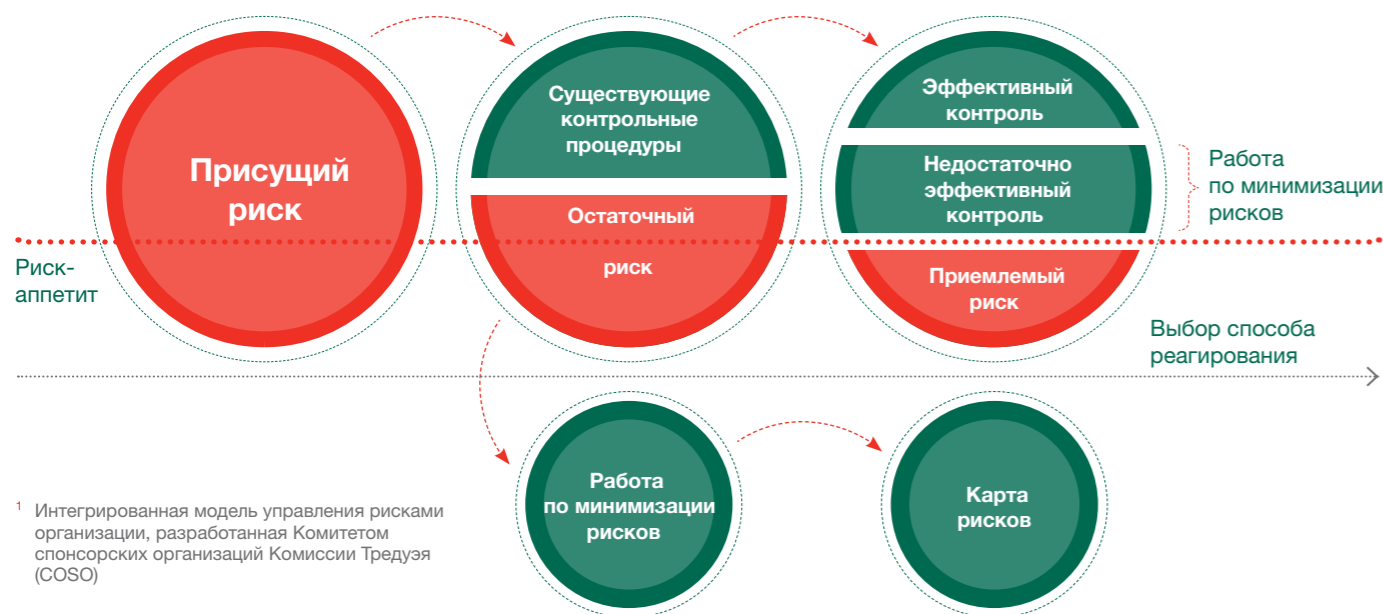 Присущий
риск
Существующие
контрольные
процедуры
Остаточный
риск
Эффективный
контроль
Недостаточно
эффективный
контроль
Приемлемый
риск
Работа
по минимизации
рисков
Риск-
аппетит
Выбор способа
реагирования
Работа
по минимизации
рисков
Карта
рисков
1 Интегрированная модель управления рисками
организации, разработанная Комитетом
спонсорских организаций Комиссии Тредуэя
(COSO)